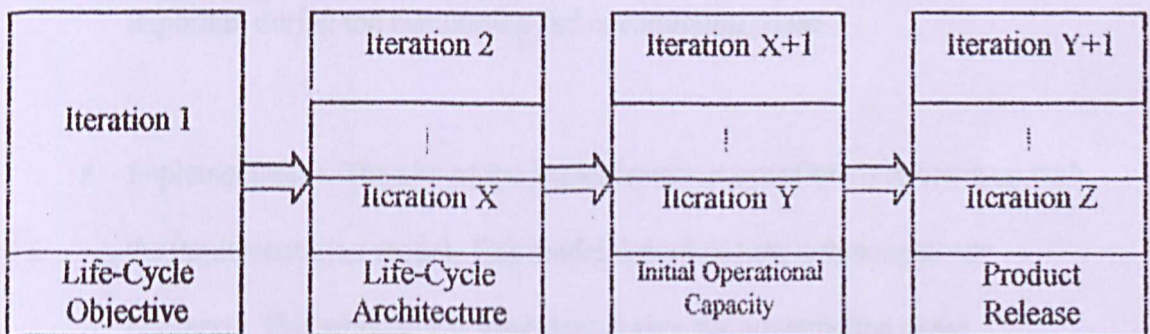 Iteration 1
Life-Cycle
Objective
Iteration 2
⋮
Iteration X
Life-Cycle
Architecture
Iteration X+1
⋮
Iteration Y
Initial Operational
Capacity
Iteration Y+1
⋮
Iteration Z
Product
Release